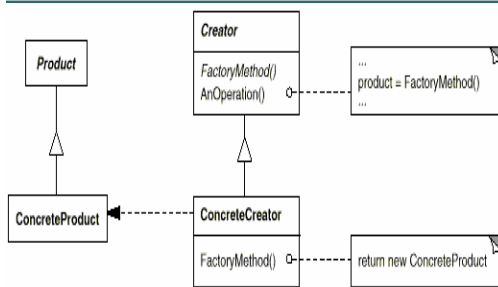 Creator
Product
FactoryMethod()
AnOperation()
...
product = FactoryMethod()
...
ConcreteProduct
ConcreteCreator
FactoryMethod()
return new ConcreteProduct